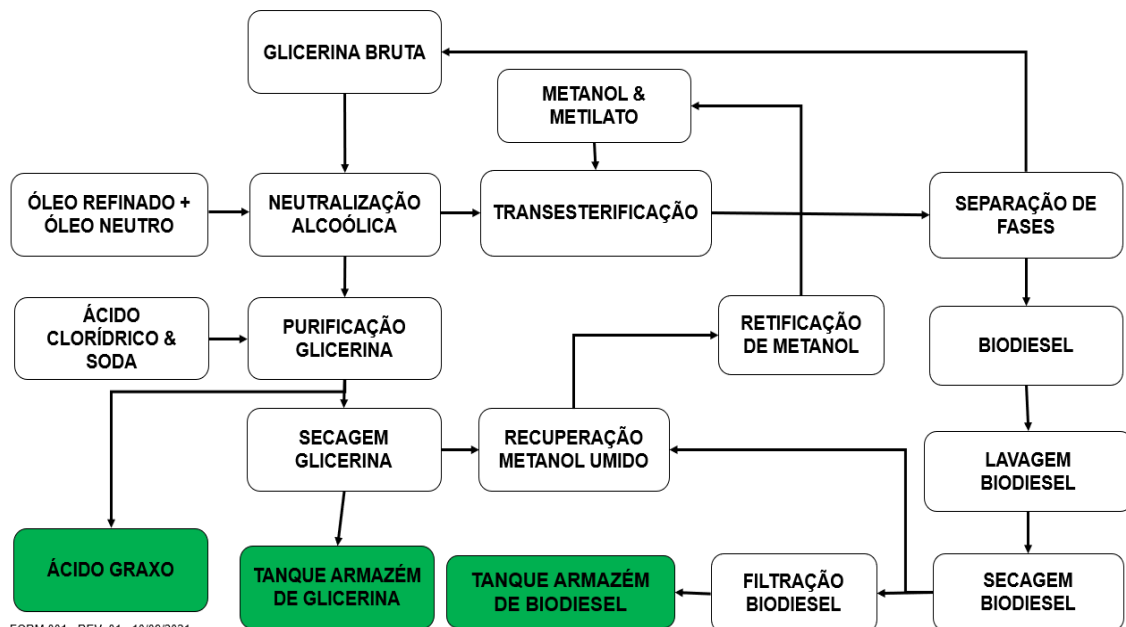 GLICERINA BRUTA
METANOL &
METILATO
ÓLEO REFINADO +
ÓLEO NEUTRO
NEUTRALIZAÇÃO
ALCOÓLICA
TRANSESTERIFICAÇÃO
SEPARAÇÃO DE
FASES
ÁCIDO
CLORÍDRICO &
SODA
PURIFICAÇÃO
GLICERINA
RETIFICAÇÃO
DE METANOL
BIODIESEL
SECAGEM
GLICERINA
RECUPERAÇÃO
METANOL UMIDO
LAVAGEM
BIODIESEL
ÁCIDO GRAXO
TANQUE ARMAZÉM
DE GLICERINA
TANQUE ARMAZÉM
DE BIODIESEL
FILTRAÇÃO
BIODIESEL
SECAGEM
BIODIESEL